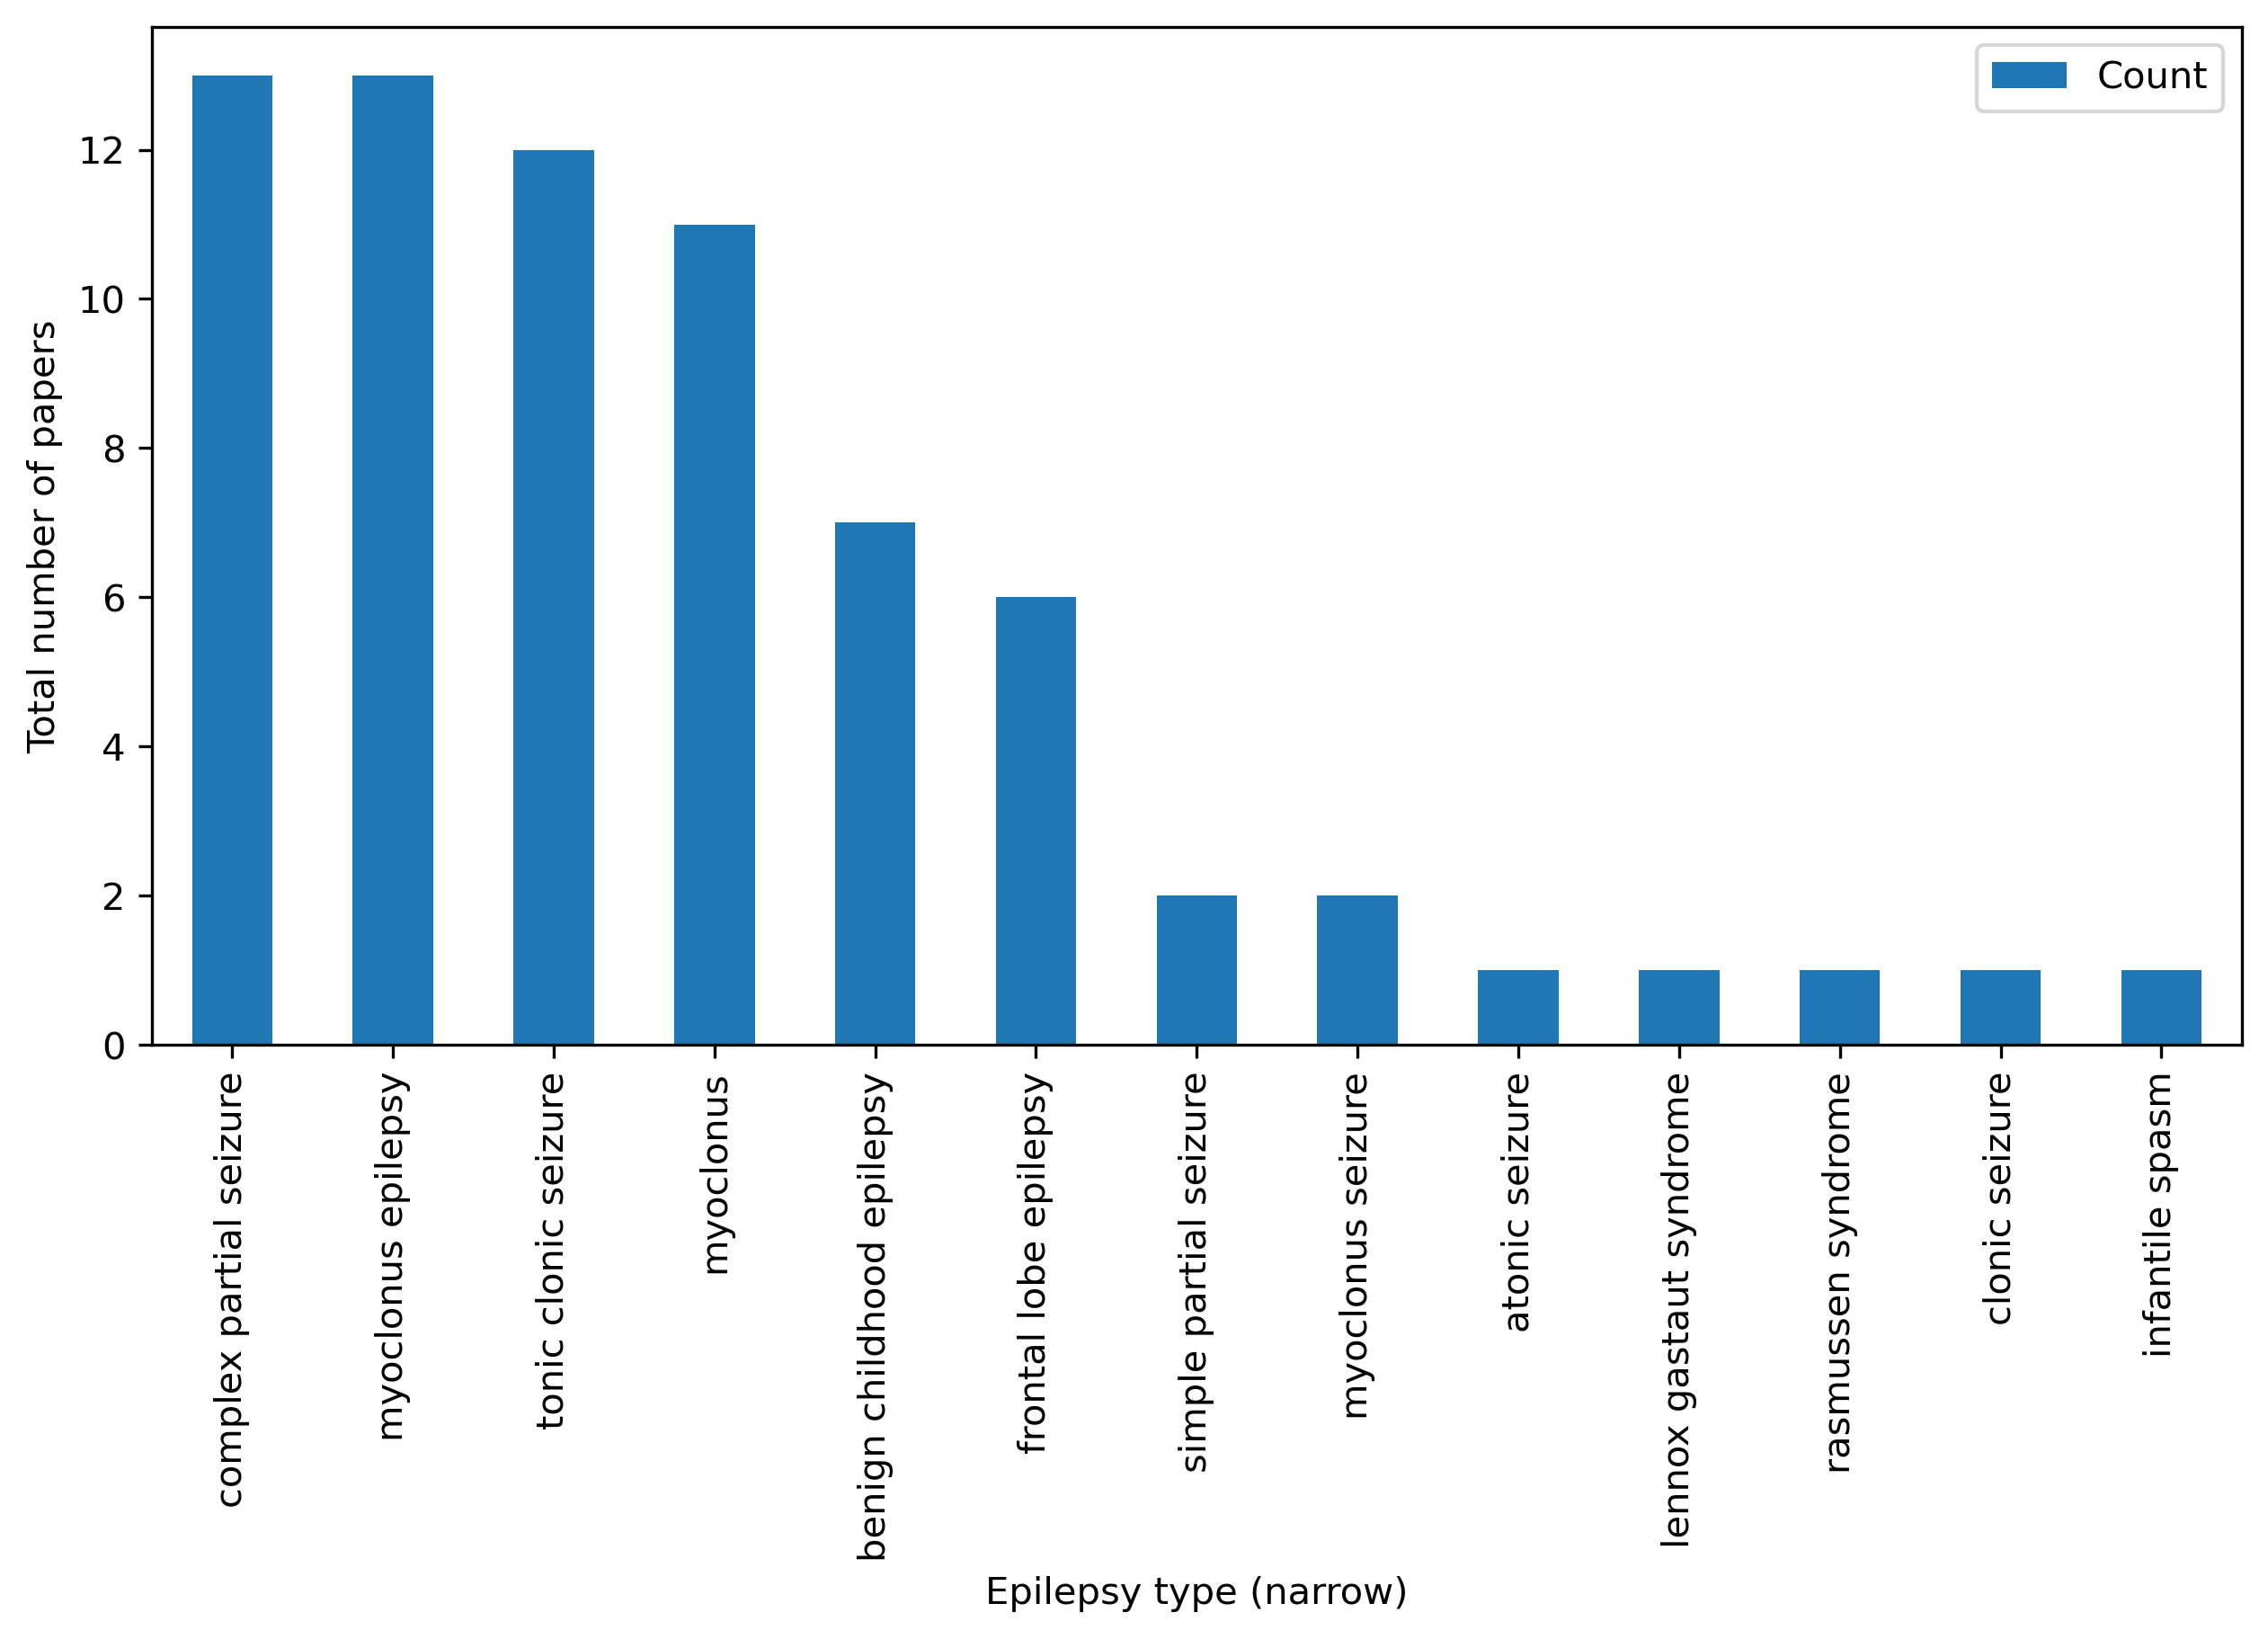 Count
Total number of papers
12
10
8
6
4
2
0
complex partial seizure
myoclonus epilepsy
tonic clonic seizure
myoclonus
benign childhood epilepsy
frontal lobe epilepsy
simple partial seizure
myoclonus seizure
atonic seizure
lennox gastaut syndrome
rasmussen syndrome
clonic seizure
infantile spasm
Epilepsy type (narrow)